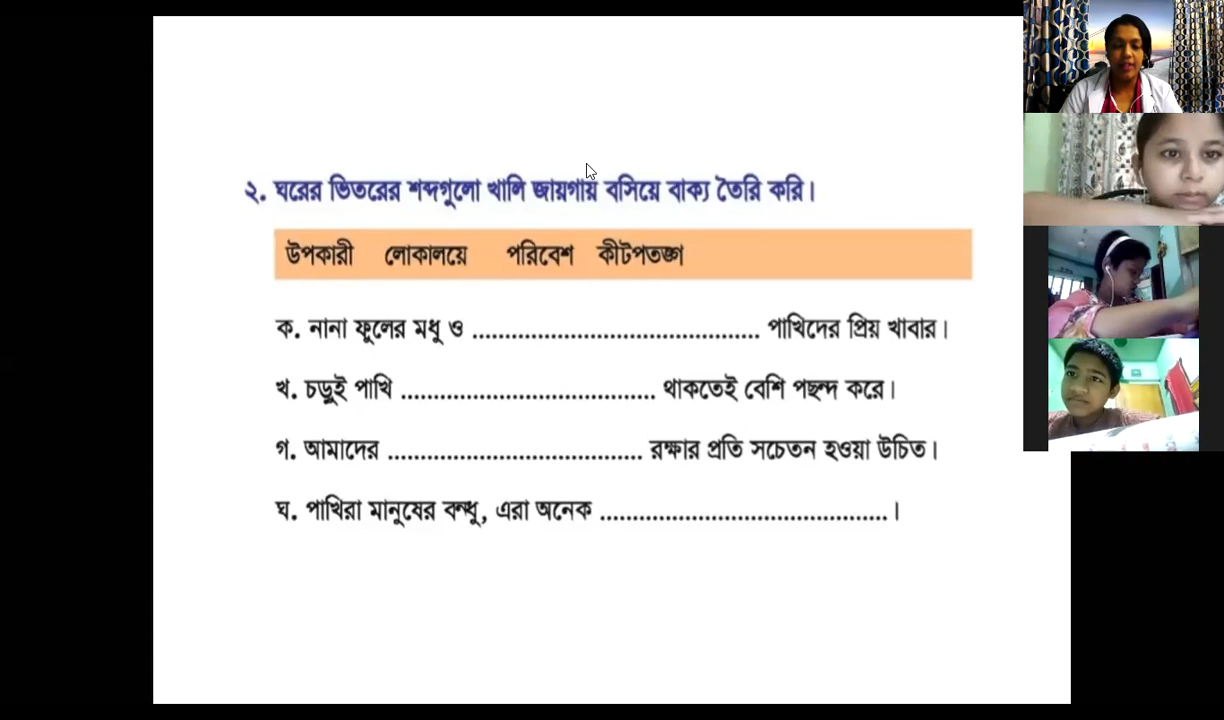 ২. ঘরের ভিতরের শব্দগুলো খালি জায়গায় বসিয়ে বাক্য তৈরি করি।
উপকারী লোকালয়ে পরিবেশ কীটপতঙ্গ
ক. নানা ফুলের মধু ও ............................................ পাখিদের প্রিয় খাবার।
খ. চড়ুই পাখি ....................................... থাকতেই বেশি পছন্দ করে।
গ. আমাদের ....................................... রক্ষার প্রতি সচেতন হওয়া উচিত।
ঘ. পাখিরা মানুষের বন্ধু, এরা অনেক ............................................।